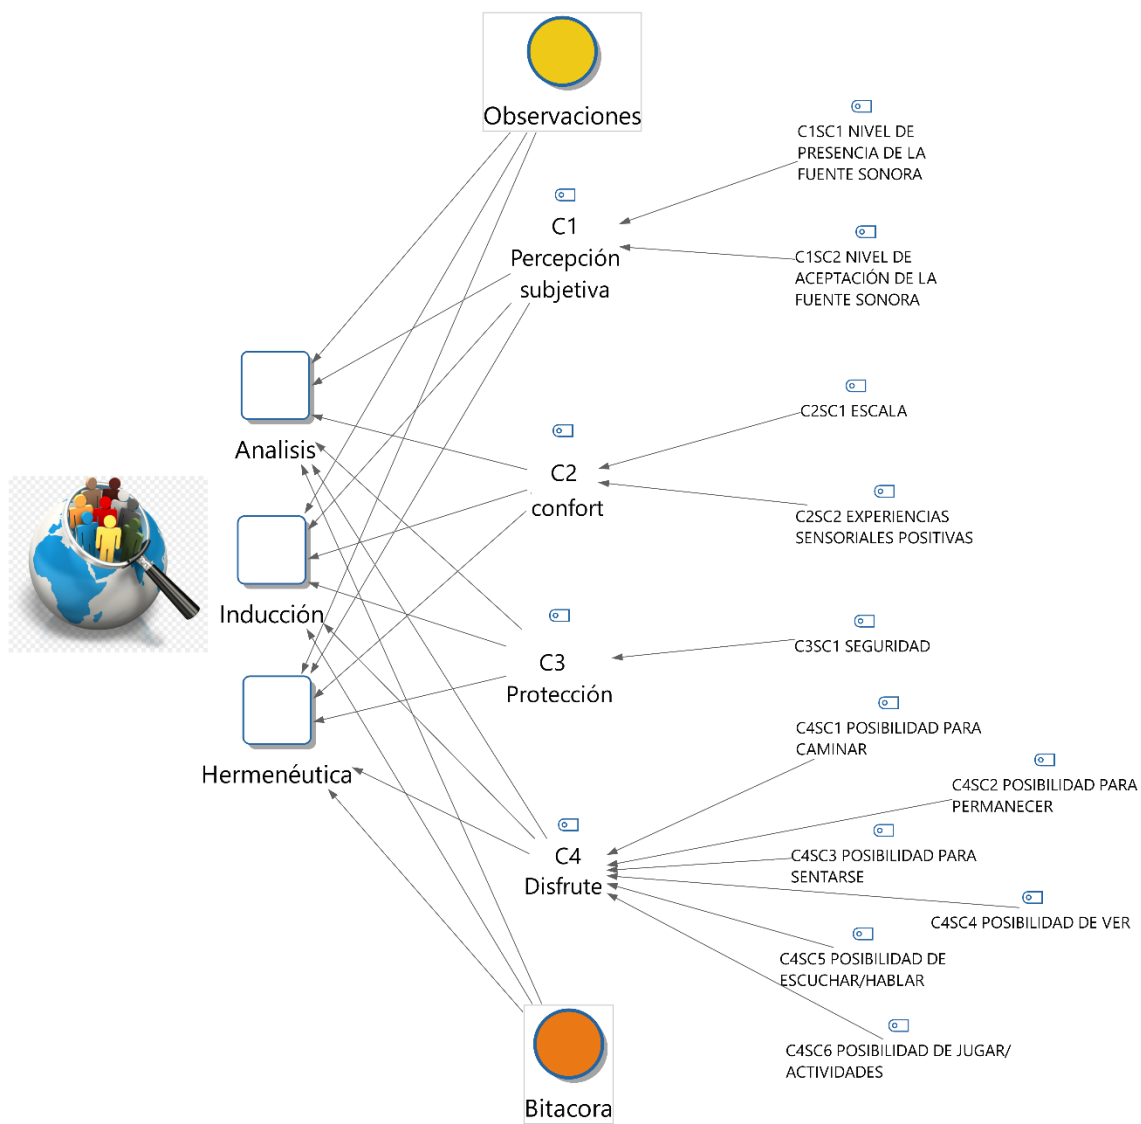 Observaciones
C1SC1 NIVEL DE
PRESENCIA DE LA
FUENTE SONORA
C1
Percepción
subjetiva
C1SC2 NIVEL DE
ACEPTACIÓN DE LA
FUENTE SONORA
Analisis
C2SC1 ESCALA
C2
confort
C2SC2 EXPERIENCIAS
SENSORIALES POSITIVAS
Inducción
C3
Protección
C3SC1 SEGURIDAD
Hermenéutica
C4SC1 POSIBILIDAD PARA
CAMINAR
C4SC2 POSIBILIDAD PARA
PERMANECER
C4
Disfrute
C4SC3 POSIBILIDAD PARA
SENTARSE
C4SC4 POSIBILIDAD DE VER
C4SC5 POSIBILIDAD DE
ESCUCHAR/HABLAR
C4SC6 POSIBILIDAD DE JUGAR/
ACTIVIDADES
Bitacora